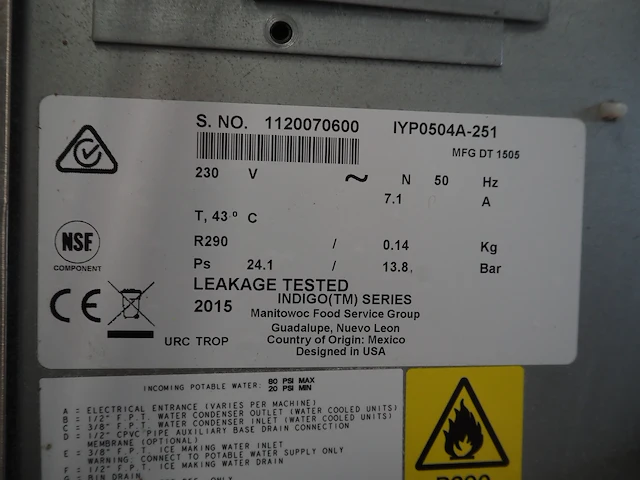 S. NO. 1120070600 IYP0504A-251
MFG DT 1505
230 V ~ N 50 Hz
7.1 A
T, 43 º C
R290 / 0.14 Kg
Ps 24.1 / 13.8, Bar
LEAKAGE TESTED
2015 INDIGO(TM) SERIES
Manitowoc Food Service Group
Guadalupe, Nuevo Leon
URC TROP Country of Origin: Mexico
Designed in USA
NSF
COMPONENT
CE
INCOMING POTABLE WATER: 80 PSI MAX
20 PSI MIN
A = ELECTRICAL ENTRANCE (VARIES PER MACHINE)
B = 1/2" F.P.T. WATER CONDENSER OUTLET (WATER COOLED UNITS)
C = 3/8" F.P.T. WATER CONDENSER INLET (WATER COOLED UNITS)
D = 1/2" CPVC PIPE AUXILIARY BASE DRAIN CONNECTION
MEMBRANE (OPTIONAL)
E = 3/8" F.P.T. ICE MAKING WATER INLET
WARNING: CONNECT TO POTABLE WATER SUPPLY ONLY
F = 1/2" F.P.T. ICE MAKING WATER DRAIN
G = BIN DRAIN